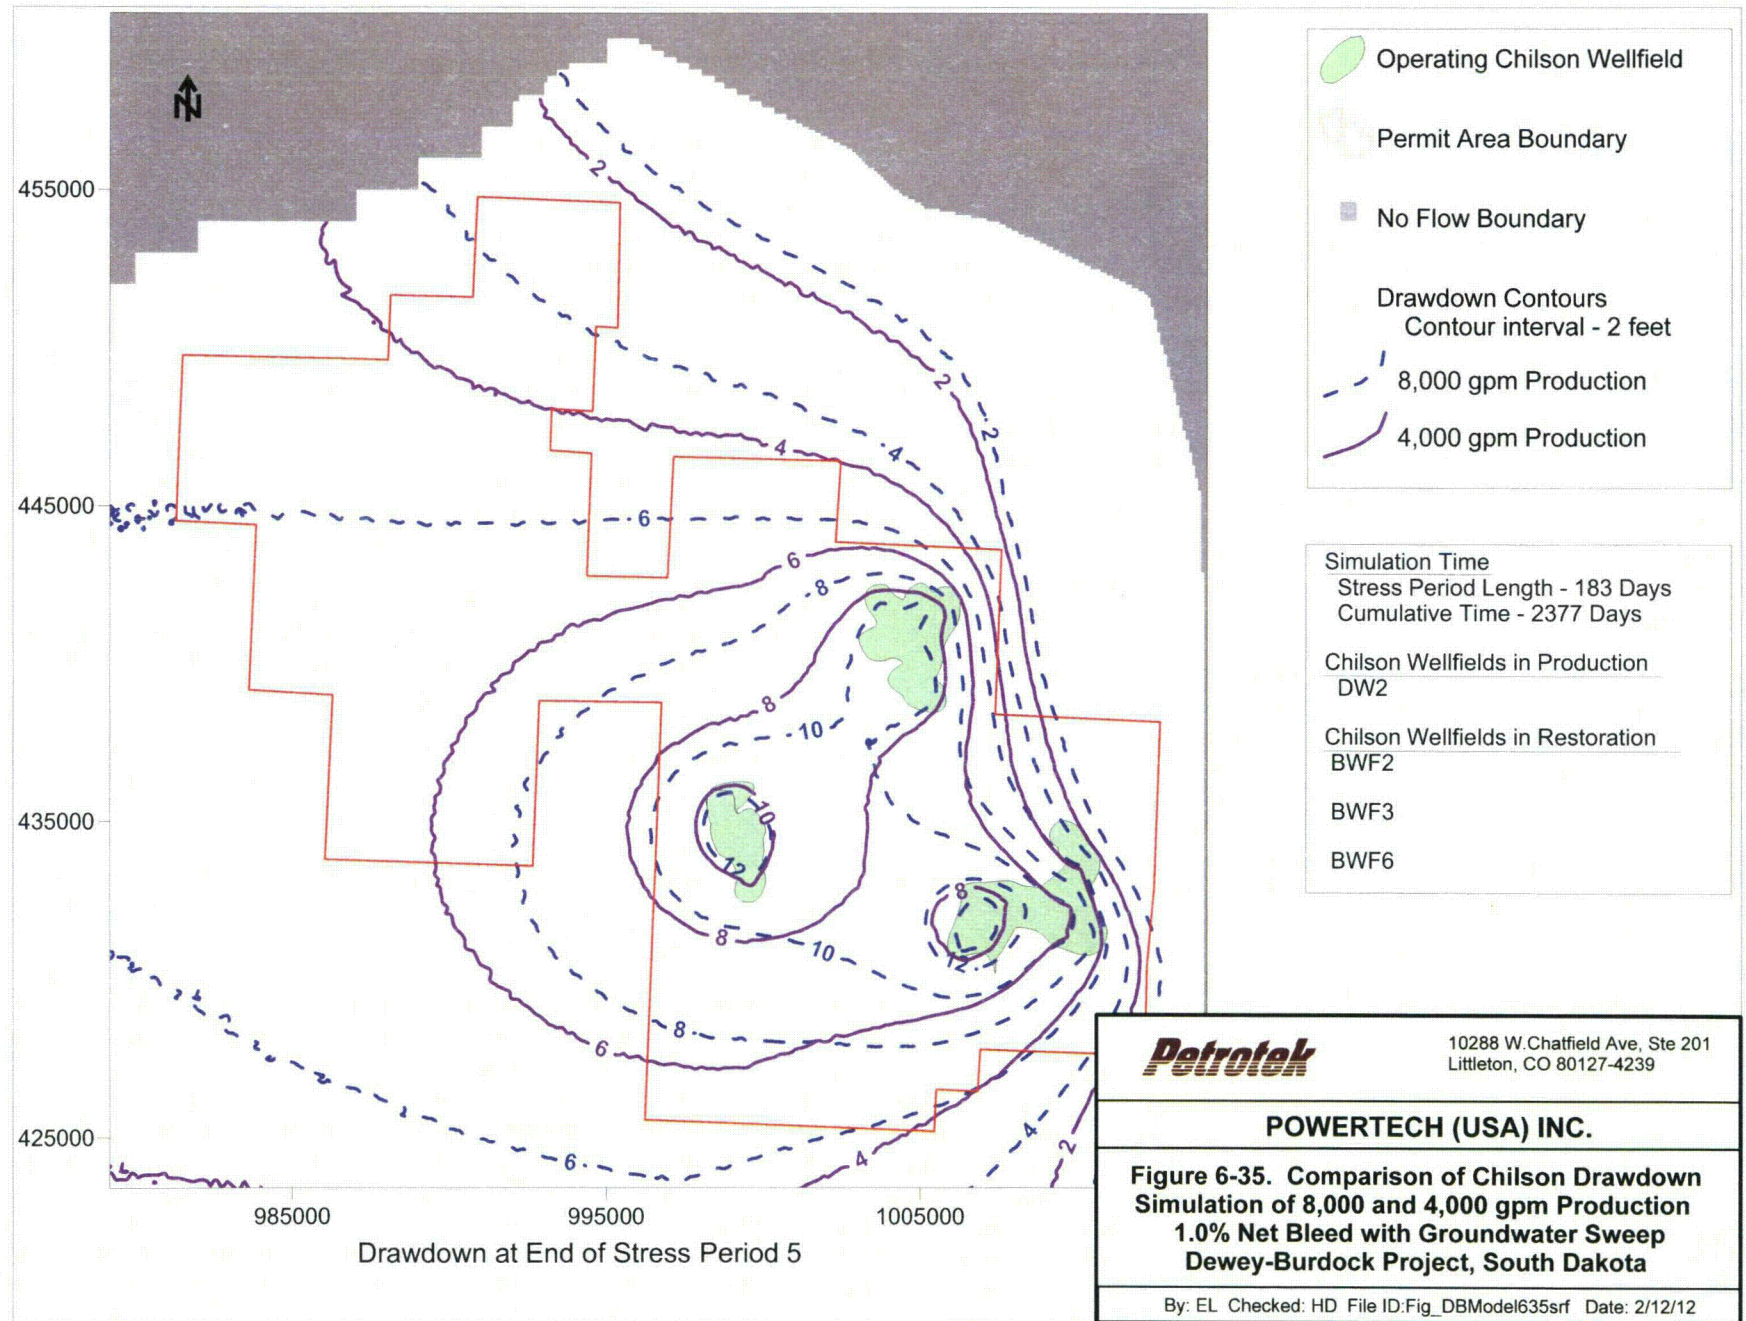 N
455000
445000
435000
425000
985000
995000
1005000
2
2
2
4
4
6
6
8
8
10
10
12
8
10
8
12
8
6
6
4
4
2
Drawdown at End of Stress Period 5
Operating Chilson Wellfield
Permit Area Boundary
No Flow Boundary
Drawdown Contours
Contour interval - 2 feet
8,000 gpm Production
4,000 gpm Production
Simulation Time
Stress Period Length - 183 Days
Cumulative Time - 2377 Days
Chilson Wellfields in Production
DW2
Chilson Wellfields in Restoration
BWF2
BWF3
BWF6
Petrotek
10288 W.Chatfield Ave, Ste 201
Littleton, CO 80127-4239
POWERTECH (USA) INC.
Figure 6-35. Comparison of Chilson Drawdown
Simulation of 8,000 and 4,000 gpm Production
1.0% Net Bleed with Groundwater Sweep
Dewey-Burdock Project, South Dakota
By: EL Checked: HD File ID:Fig_DBModel635srf Date: 2/12/12